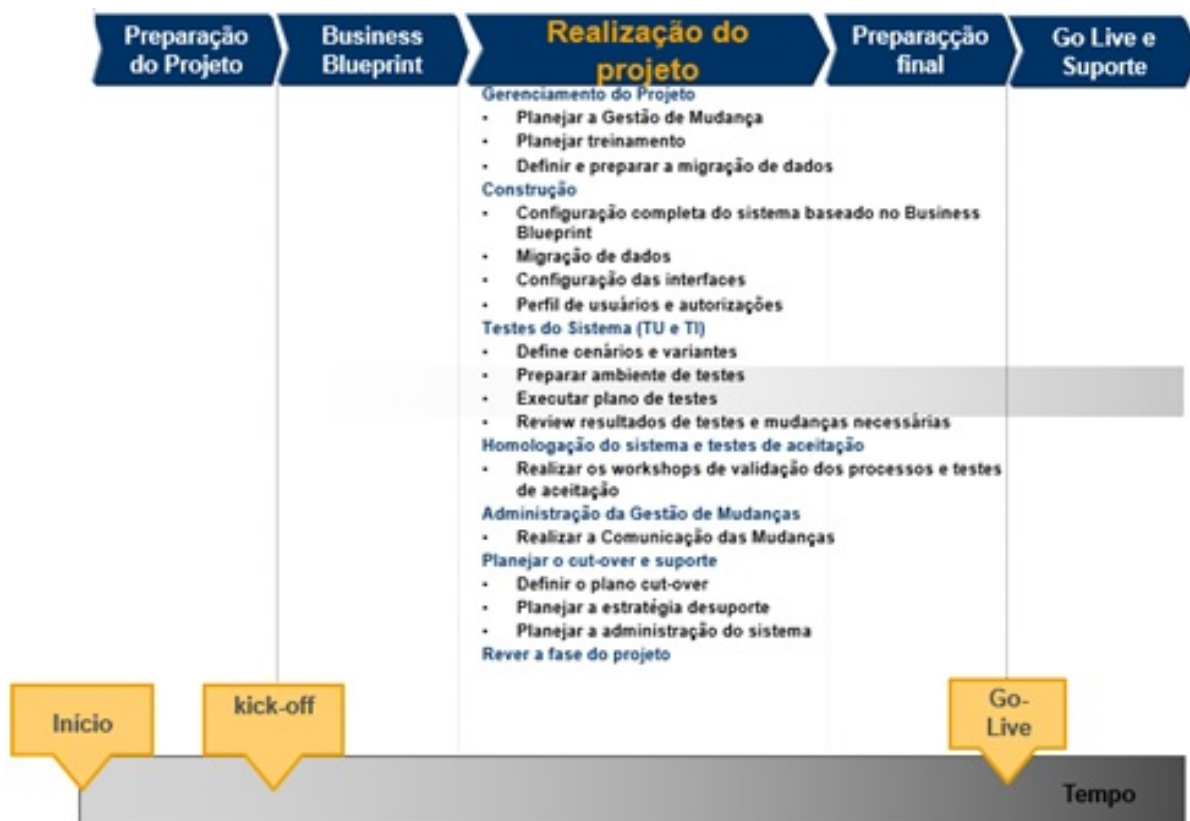 Preparação
do Projeto
Business
Blueprint
Realização do
projeto
Preparaçção
final
Go Live e
Suporte
Gerenciamento do Projeto
• Planejar a Gestão de Mudança
• Planejar treinamento
• Definir e preparar a migração de dados
Construção
• Configuração completa do sistema baseado no Business
Blueprint
• Migração de dados
• Configuração das interfaces
• Perfil de usuários e autorizações
Testes do Sistema (TU e TI)
• Define cenários e variantes
• Preparar ambiente de testes
• Executar plano de testes
• Review resultados de testes e mudanças necessárias
Homologação do sistema e testes de aceitação
• Realizar os workshops de validação dos processos e testes
de aceitação
Administração da Gestão de Mudanças
• Realizar a Comunicação das Mudanças
Planejar o cut-over e suporte
• Definir o plano cut-over
• Planejar a estratégia desuporte
• Planejar a administração do sistema
Rever a fase do projeto
Início
kick-off
Go-
Live
Tempo